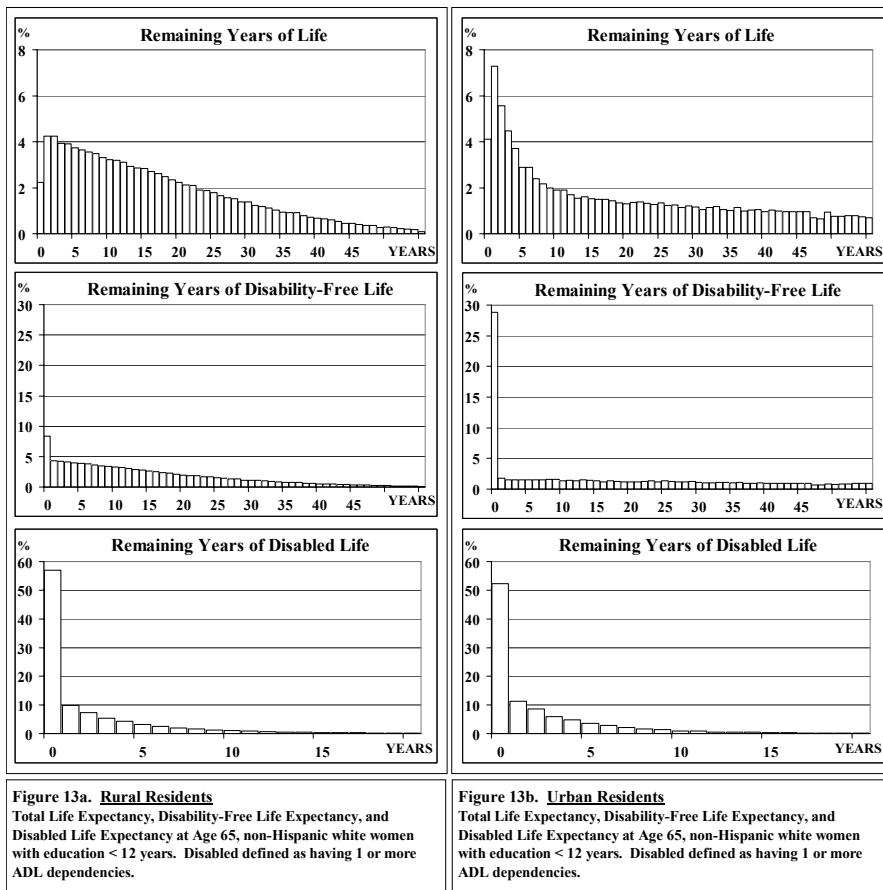 Remaining Years of Life
%
8
6
4
2
0
0 5 10 15 20 25 30 35 40 45 YEARS
Remaining Years of Disability-Free Life
%
30
25
20
15
10
5
0
0 5 10 15 20 25 30 35 40 45 YEARS
Remaining Years of Disabled Life
%
60
50
40
30
20
10
0
0 5 10 15 YEARS
Figure 13a. Rural Residents
Total Life Expectancy, Disability-Free Life Expectancy, and
Disabled Life Expectancy at Age 65, non-Hispanic white women
with education < 12 years. Disabled defined as having 1 or more
ADL dependencies.
Remaining Years of Life
%
8
6
4
2
0
0 5 10 15 20 25 30 35 40 45 YEARS
Remaining Years of Disability-Free Life
%
30
25
20
15
10
5
0
0 5 10 15 20 25 30 35 40 45 YEARS
Remaining Years of Disabled Life
%
60
50
40
30
20
10
0
0 5 10 15 YEARS
Figure 13b. Urban Residents
Total Life Expectancy, Disability-Free Life Expectancy, and
Disabled Life Expectancy at Age 65, non-Hispanic white women
with education < 12 years. Disabled defined as having 1 or more
ADL dependencies.